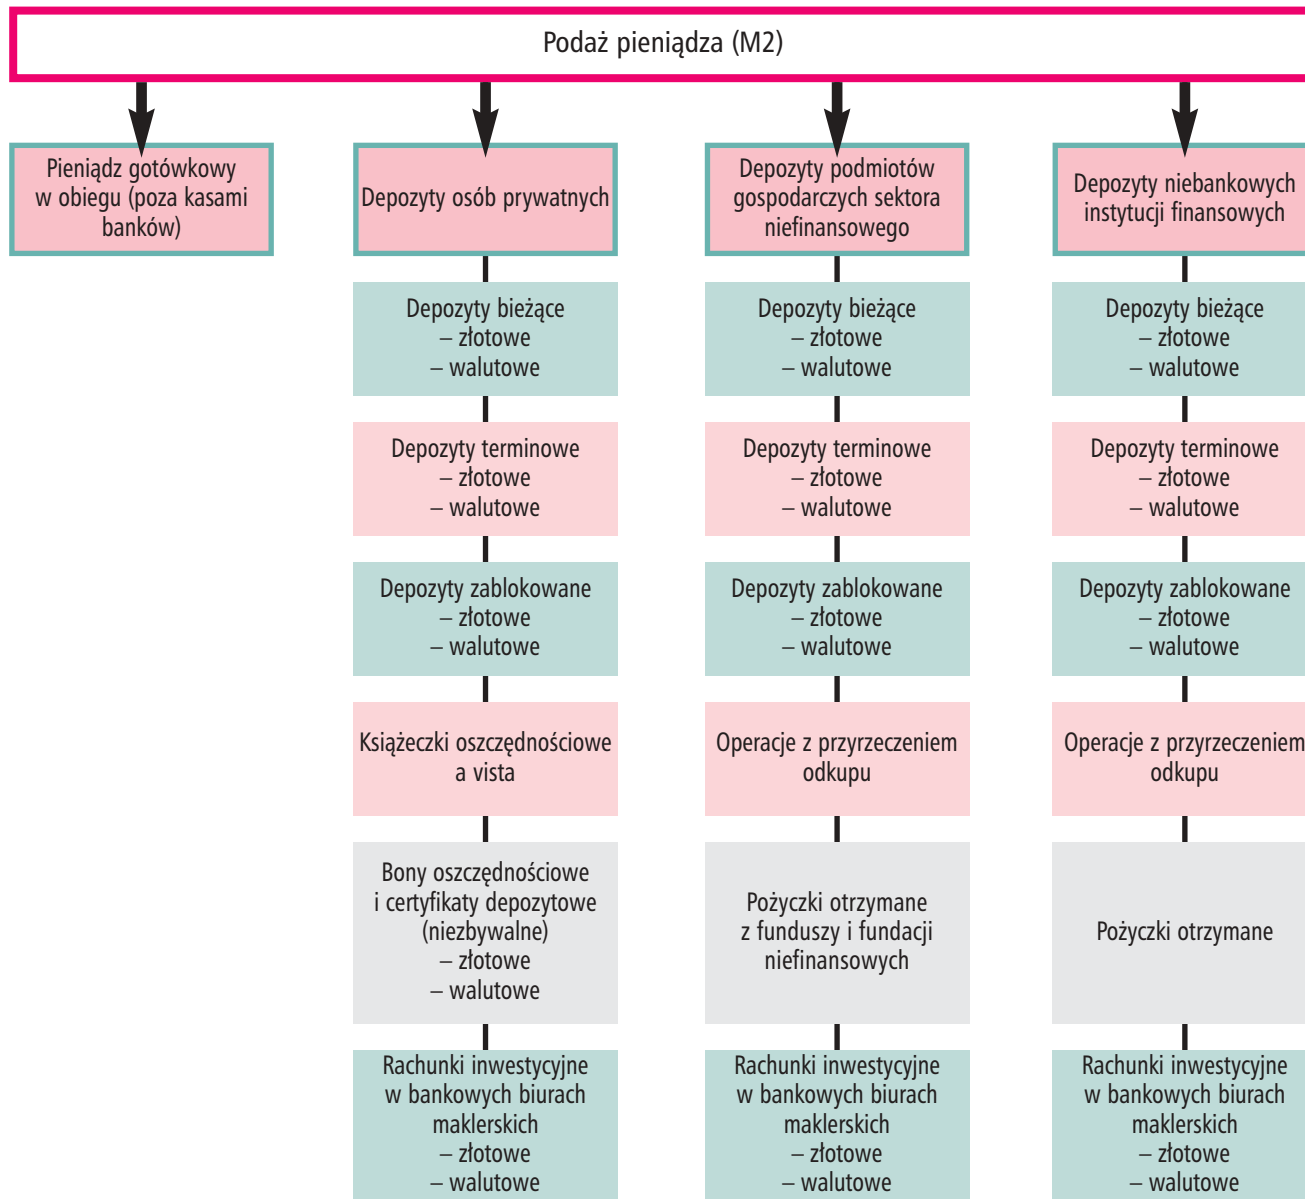 Podaż pieniądza (M2)
Pieniądz gotówkowy
w obiegu (poza kasami
banków)
Depozyty osób prywatnych
Depozyty bieżące
– złotowe
– walutowe
Depozyty terminowe
– złotowe
– walutowe
Depozyty zablokowane
– złotowe
– walutowe
Książeczki oszczędnościowe
a vista
Bony oszczędnościowe
i certyfikaty depozytowe
(niezbywalne)
– złotowe
– walutowe
Rachunki inwestycyjne
w bankowych biurach
maklerskich
– złotowe
– walutowe
Depozyty podmiotów
gospodarczych sektora
niefinansowego
Depozyty bieżące
– złotowe
– walutowe
Depozyty terminowe
– złotowe
– walutowe
Depozyty zablokowane
– złotowe
– walutowe
Operacje z przyrzeczeniem
odkupu
Pożyczki otrzymane
z funduszy i fundacji
niefinansowych
Rachunki inwestycyjne
w bankowych biurach
maklerskich
– złotowe
– walutowe
Depozyty niebankowych
instytucji finansowych
Depozyty bieżące
– złotowe
– walutowe
Depozyty terminowe
– złotowe
– walutowe
Depozyty zablokowane
– złotowe
– walutowe
Operacje z przyrzeczeniem
odkupu
Pożyczki otrzymane
Rachunki inwestycyjne
w bankowych biurach
maklerskich
– złotowe
– walutowe